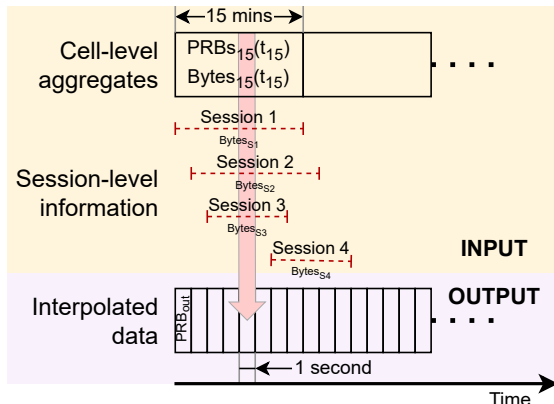 15 mins
Cell-level
aggregates
PRBs15(t15)
Bytes15(t15)
. . . .
Session 1
BytesS1
Session 2
BytesS2
Session-level
information
Session 3
BytesS3
Session 4
BytesS4
INPUT
OUTPUT
Interpolated
data
PRBout
. . . .
1 second
Time